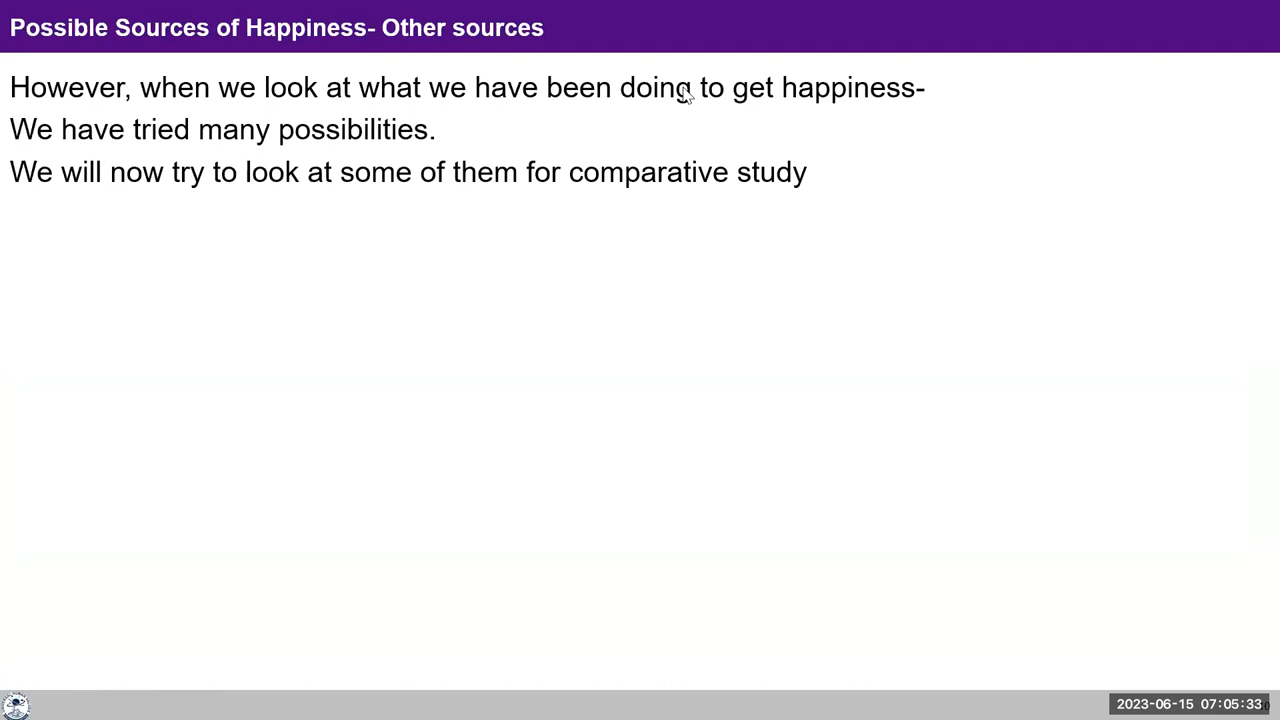 Possible Sources of Happiness- Other sources
However, when we look at what we have been doing to get happiness-
We have tried many possibilities.
We will now try to look at some of them for comparative study
2023-06-15 07:05:33